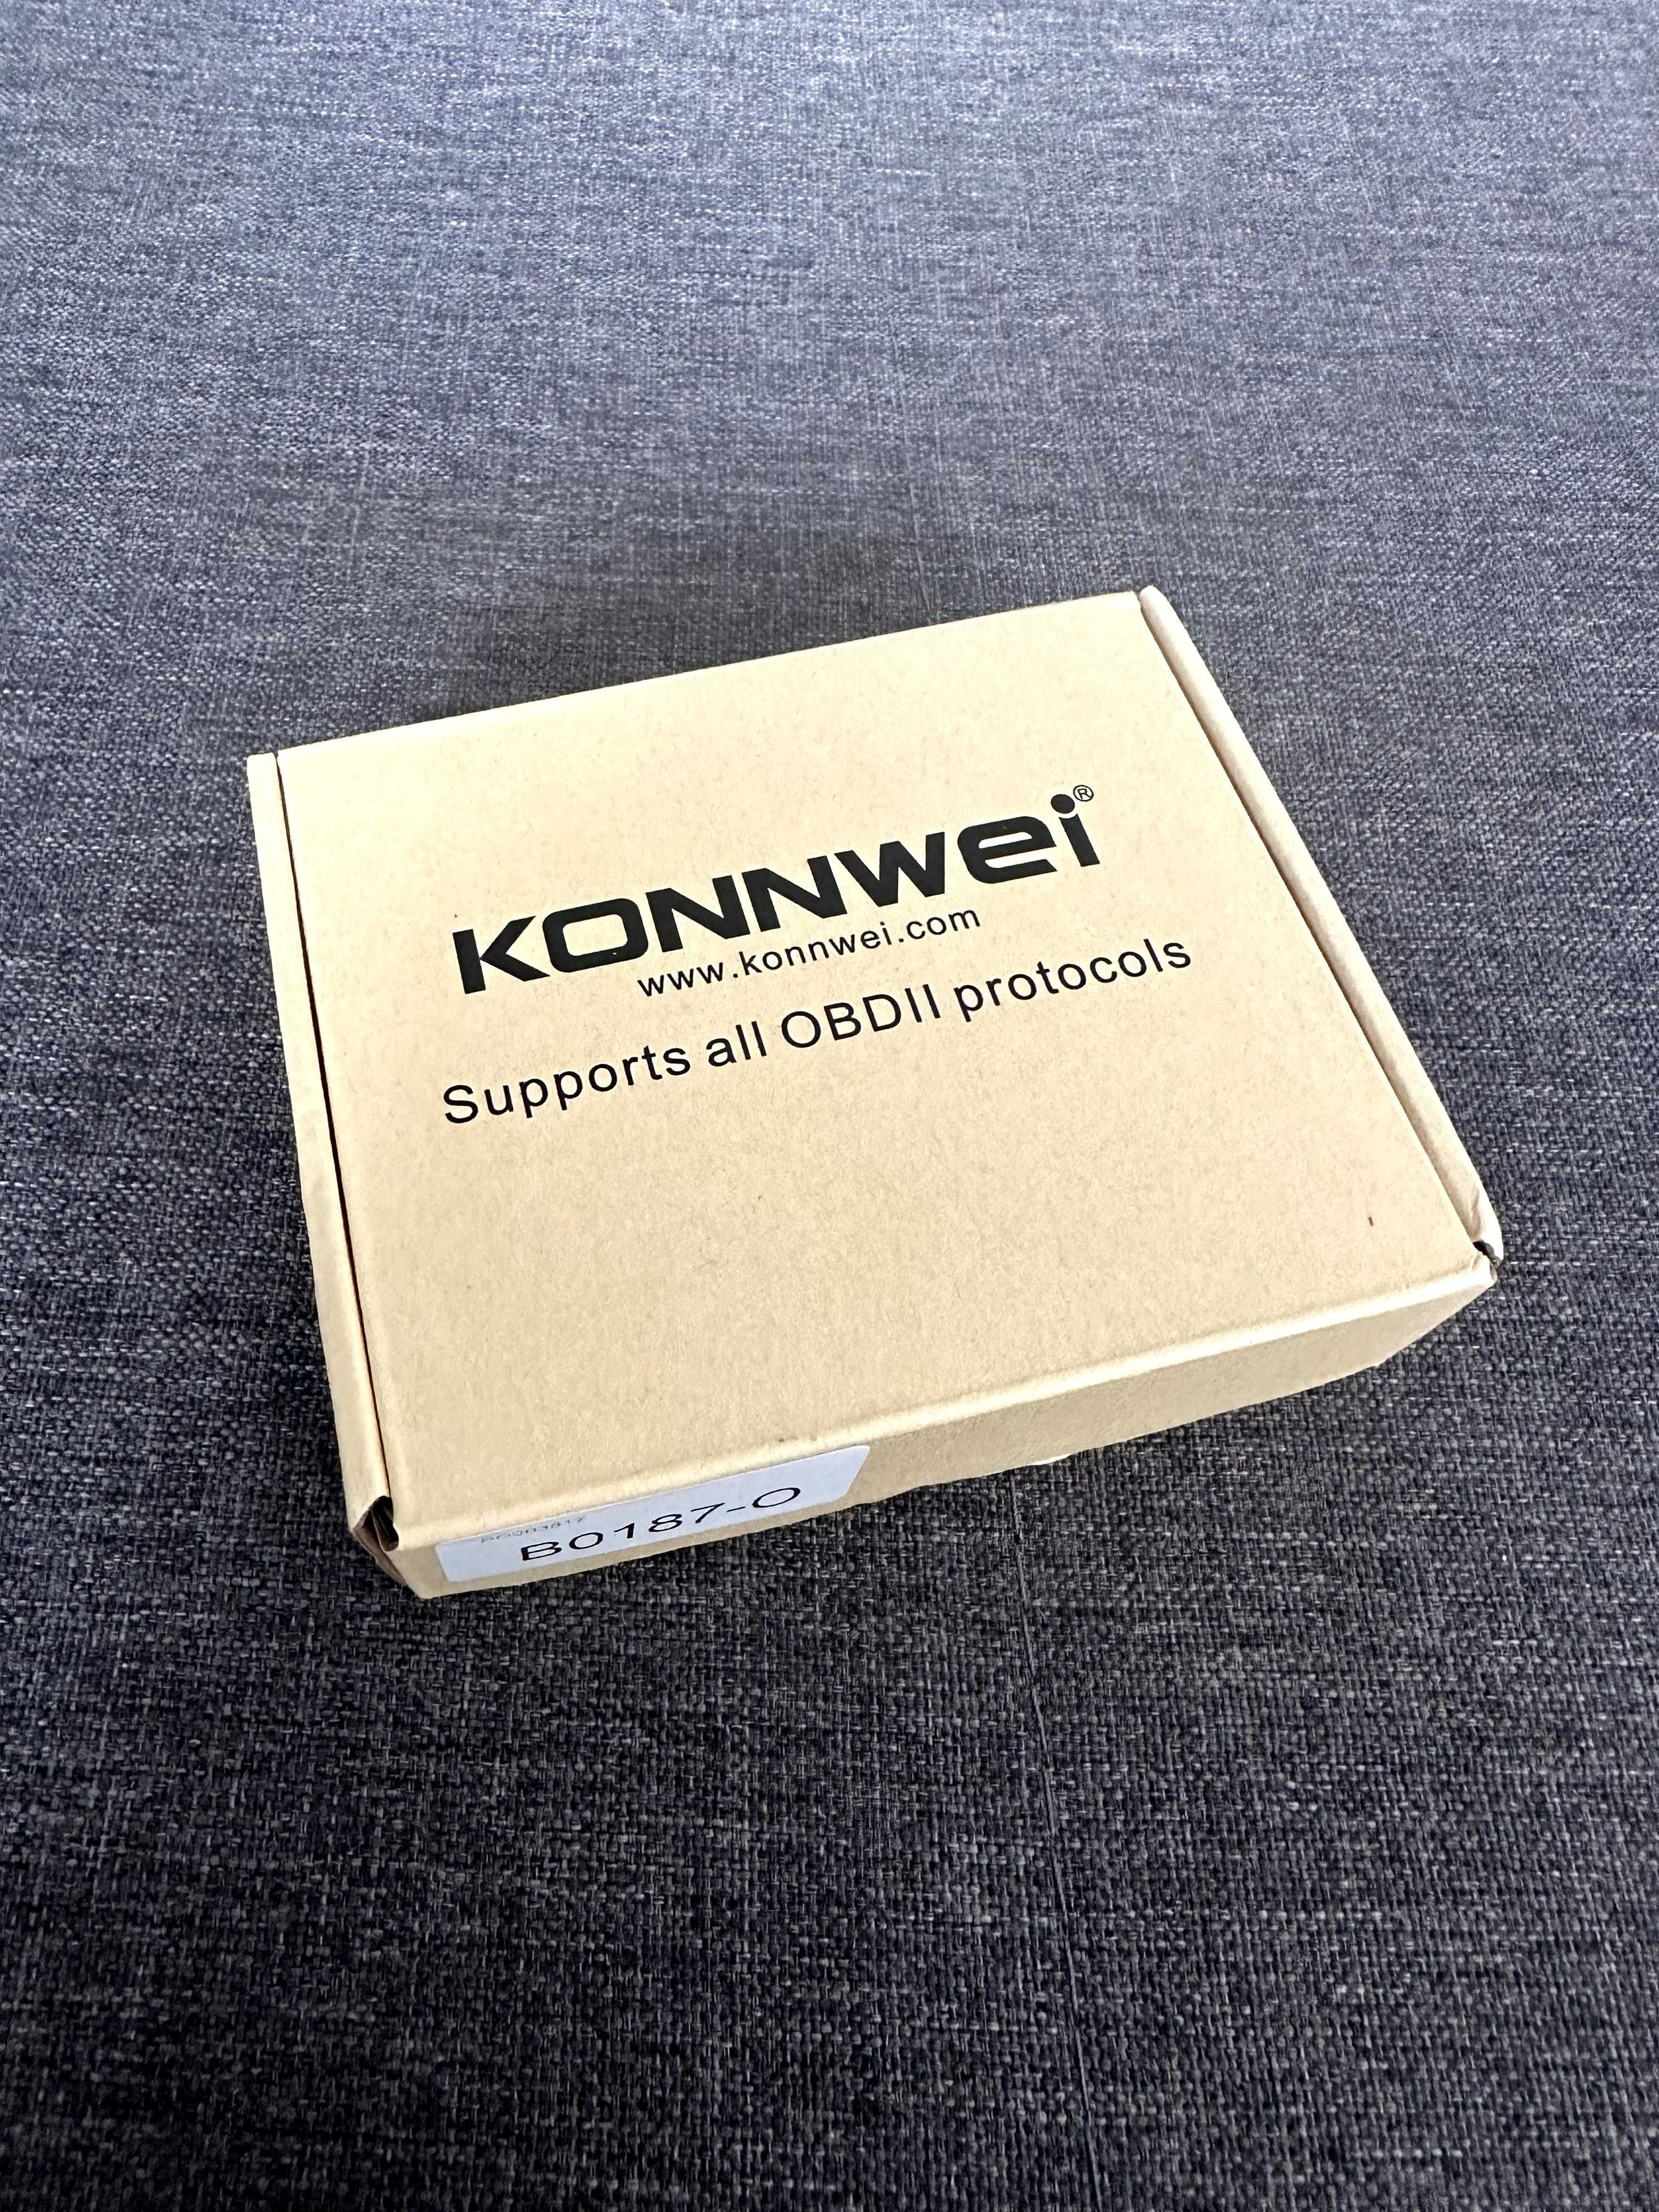 KONNWei®
www.konnwei.com
Supports all OBDII protocols
B0187-O